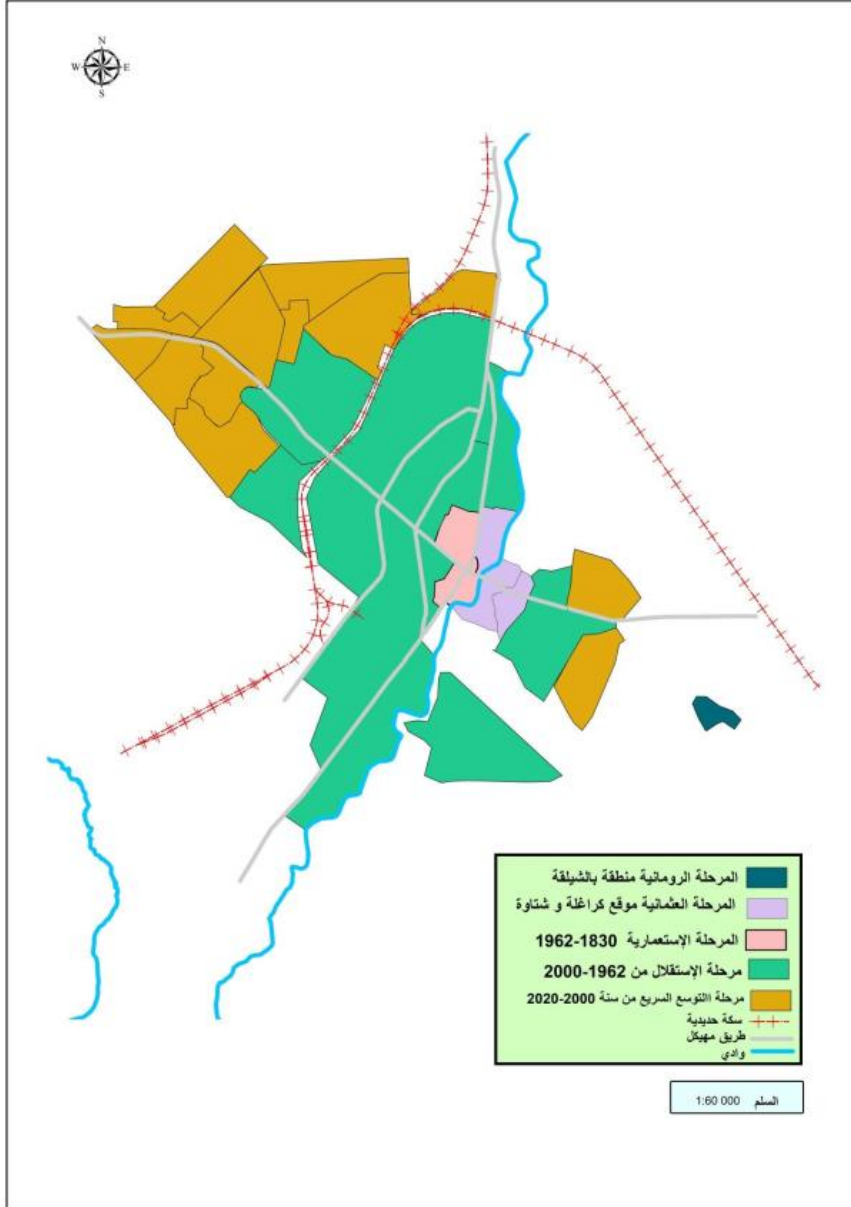 N
W E
S
المرحلة الرومانية منطقة بالشيلقة
المرحلة العثمانية موقع كراغلة و شتاوة
المرحلة الإستعمارية 1830-1962
مرحلة الإستقلال من 1962-2000
مرحلة االتوسع السريع من سنة 2000-2020
سكة حديدية
طريق مهيكل
وادي
السلم 1:60 000